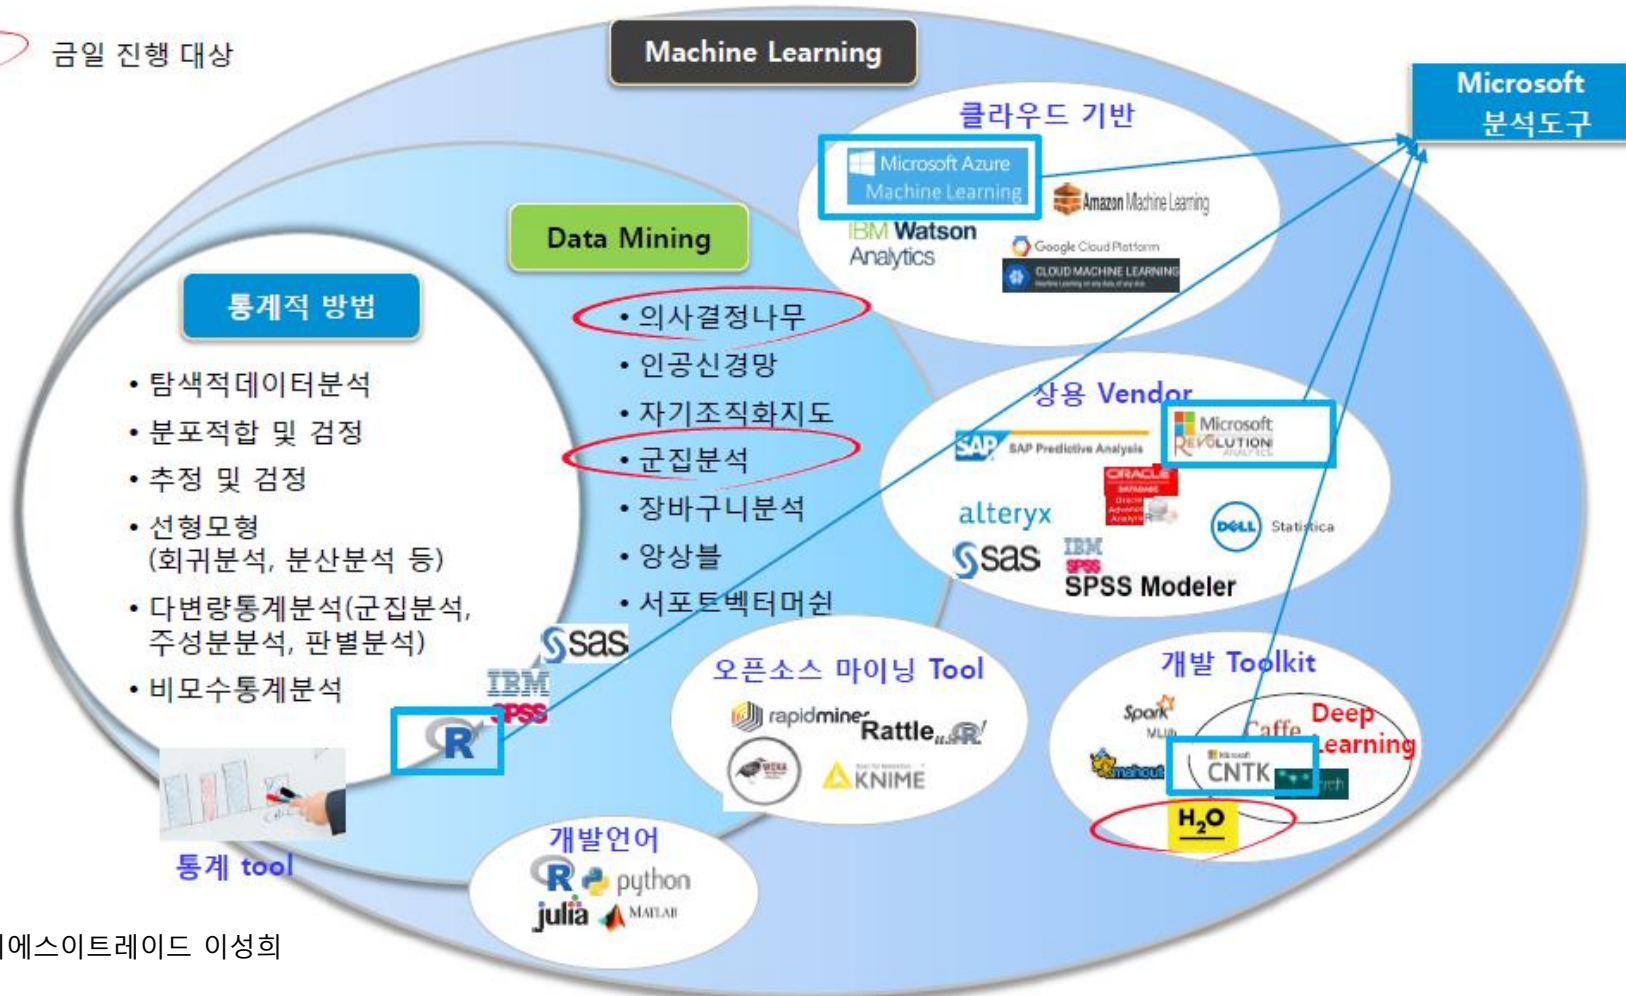 금일 진행 대상
Machine Learning
Microsoft
분석도구
클라우드 기반
Microsoft Azure
Machine Learning
Amazon Machine Learning
IBM Watson
Analytics
Google Cloud Platform
CLOUD MACHINE LEARNING
Data Mining
• 의사결정나무
• 인공신경망
• 자기조직화지도
• 군집분석
• 장바구니분석
• 앙상블
• 서포트벡터머쉰
통계적 방법
• 탐색적데이터분석
• 분포적합 및 검정
• 추정 및 검정
• 선형모형
(회귀분석, 분산분석 등)
• 다변량통계분석(군집분석,
주성분분석, 판별분석)
• 비모수통계분석
sas
IBM
SPSS
R
통계 tool
상용 Vendor
SAP SAP Predictive Analysis
Microsoft
REVOLUTION
ANALYTICS
ORACLE
DATABASE
alteryx
DELL Statistica
sas
IBM
SPSS
SPSS Modeler
오픈소스 마이닝 Tool
rapidminer
Rattle
R
WEKA
KNIME
개발 Toolkit
Spark
MLlib
Caffe
Deep
Learning
mahout
Microsoft
CNTK
H2O
개발언어
R python
julia MATLAB
에스이트레이드 이성희